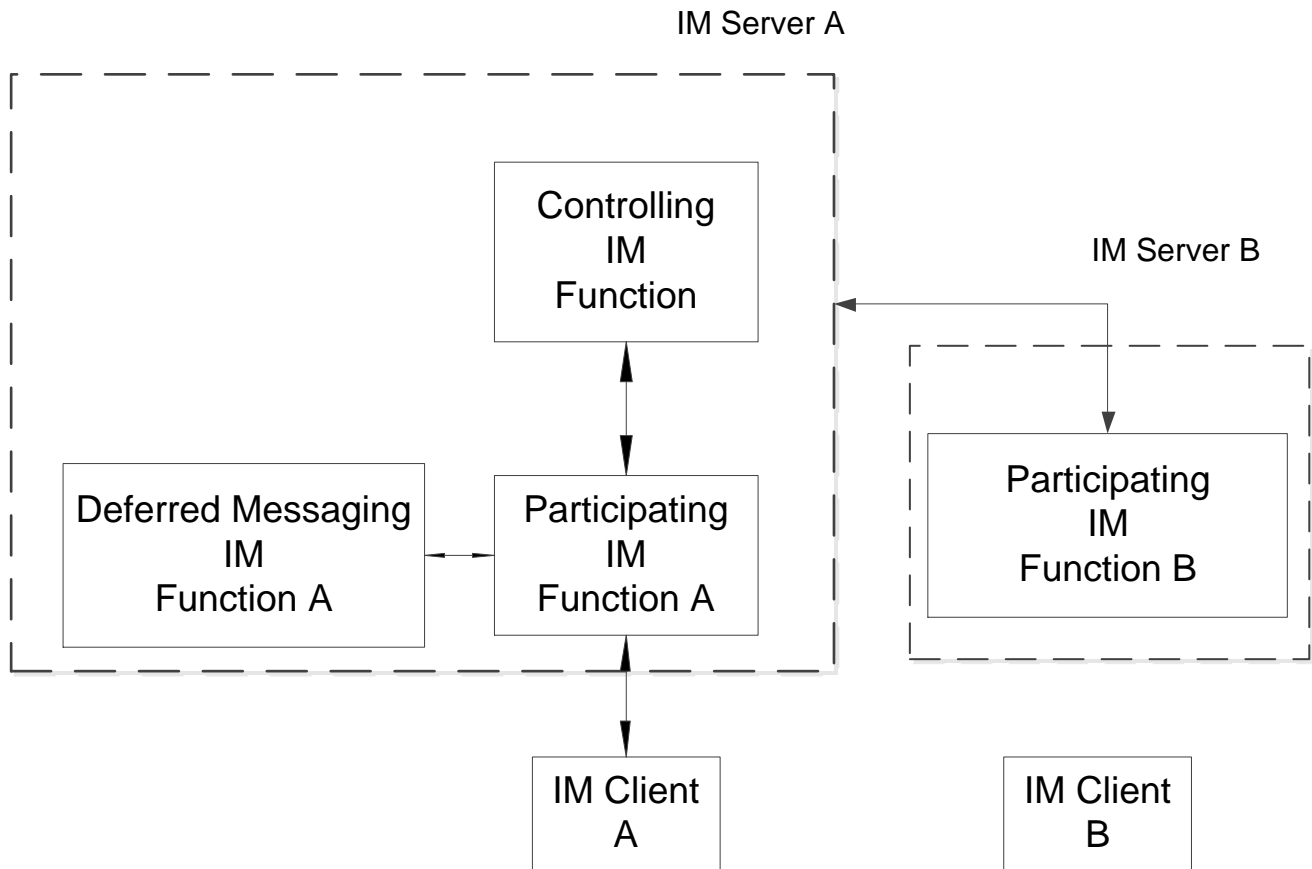 IM Server A
Controlling
IM
Function
IM Server B
Deferred Messaging
IM
Function A
Participating
IM
Function A
Participating
IM
Function B
IM Client
A
IM Client
B